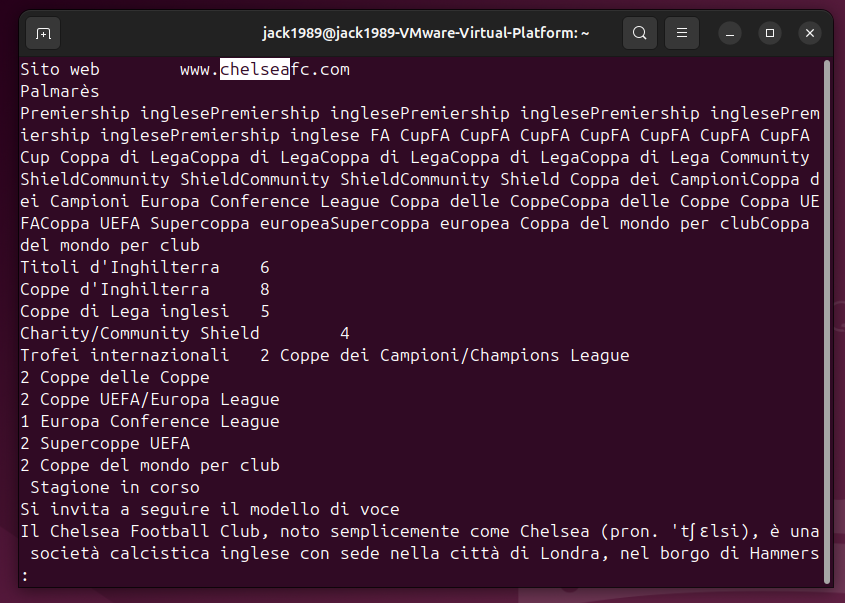 jack1989@jack1989-VMware-Virtual-Platform: ~
Sito web        www.chelseafc.com
Palmarès
Premiership inglesePremiership inglesePremiership inglesePremiership inglesePrem
iership inglesePremiership inglese FA CupFA CupFA CupFA CupFA CupFA CupFA CupFA
Cup Coppa di LegaCoppa di LegaCoppa di LegaCoppa di LegaCoppa di Lega Community
ShieldCommunity ShieldCommunity ShieldCommunity Shield Coppa dei CampioniCoppa d
ei Campioni Europa Conference League Coppa delle CoppeCoppa delle Coppe Coppa UE
FACoppa UEFA Supercoppa europeaSupercoppa europea Coppa del mondo per clubCoppa
del mondo per club
Titoli d'Inghilterra    6
Coppe d'Inghilterra     8
Coppe di Lega inglesi   5
Charity/Community Shield        4
Trofei internazionali   2 Coppe dei Campioni/Champions League
2 Coppe delle Coppe
2 Coppe UEFA/Europa League
1 Europa Conference League
2 Supercoppe UEFA
2 Coppe del mondo per club
 Stagione in corso
Si invita a seguire il modello di voce
Il Chelsea Football Club, noto semplicemente come Chelsea (pron. 'tʃɛlsi), è una
 società calcistica inglese con sede nella città di Londra, nel borgo di Hammers
: